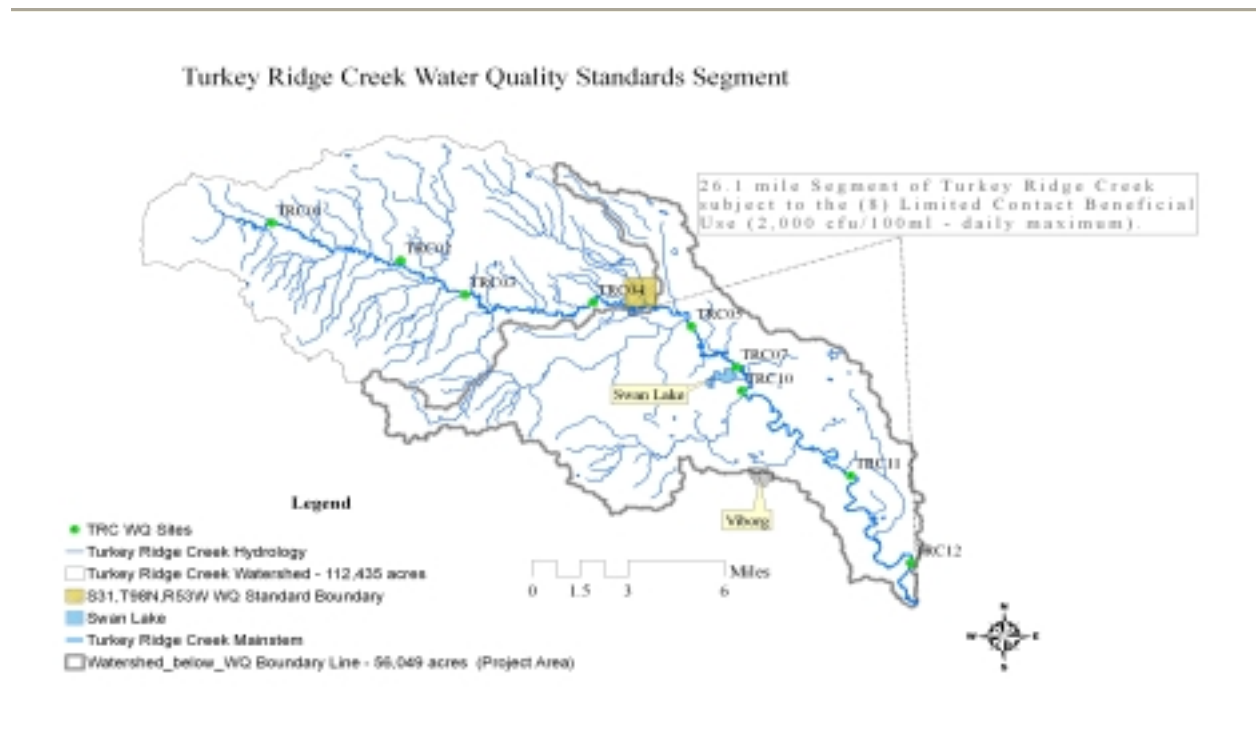 Turkey Ridge Creek Water Quality Standards Segment
26.1 mile Segment of Turkey Ridge Creek
subject to the (8) Limited Contact Beneficial
Use (2,000 cfu/100ml - daily maximum).
TRC02
TRC03
TRC04
TRC05
TRC07
TRC10
Swan Lake
TRC11
Viborg
TRC12
Legend
TRC WQ Sites
Turkey Ridge Creek Hydrology
Turkey Ridge Creek Watershed - 112,435 acres
S31,T98N,R53W WQ Standard Boundary
Swan Lake
Turkey Ridge Creek Mainstem
Watershed_below_WQ Boundary Line - 56,049 acres (Project Area)
0 1.5 3 6 Miles
N
W E
S